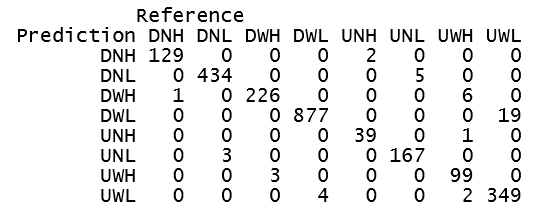 Reference
Prediction DNH DNL DWH DWL UNH UNL UWH UWL
DNH 129 0 0 0 2 0 0 0
DNL 0 434 0 0 0 5 0 0
DWH 1 0 226 0 0 0 6 0
DWL 0 0 0 877 0 0 0 19
UNH 0 0 0 0 39 0 1 0
UNL 0 3 0 0 0 167 0 0
UWH 0 0 3 0 0 0 99 0
UWL 0 0 0 4 0 0 2 349